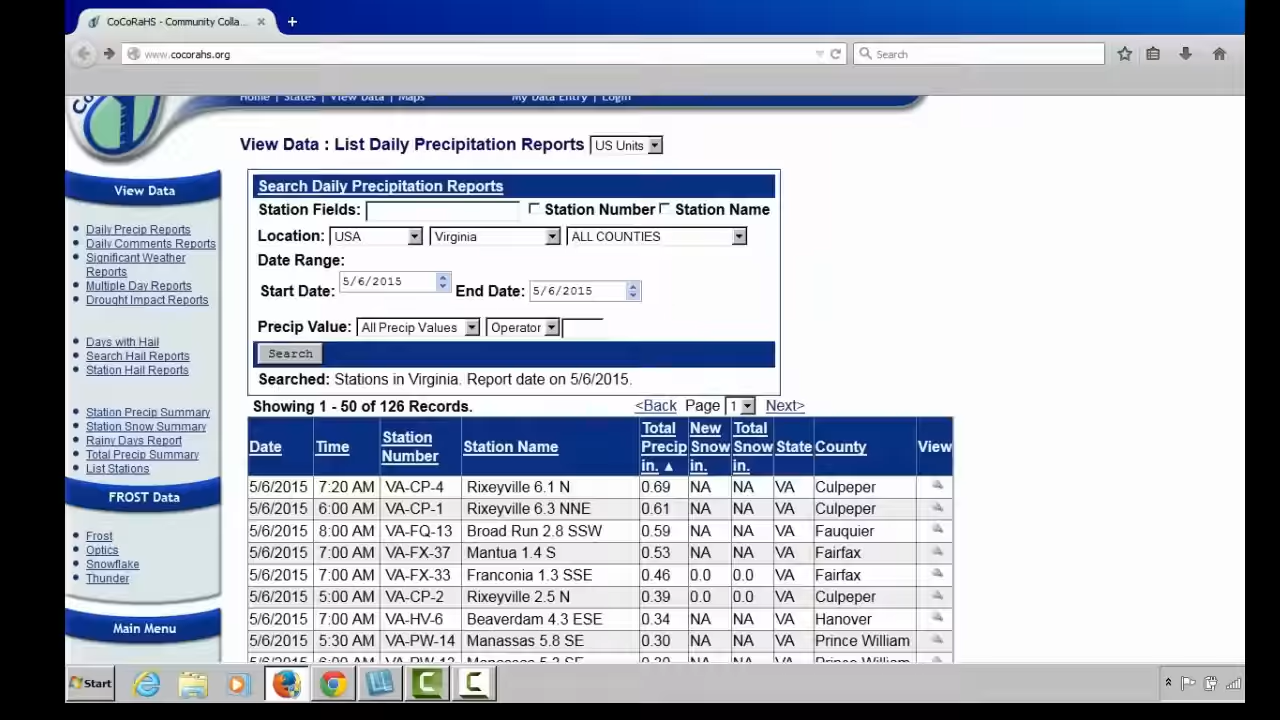 CoCoRaHS - Community Colla...
www.cocorahs.org
Search
Home | States | View Data | Maps
My Data Entry | Login
View Data : List Daily Precipitation Reports US Units
View Data
Daily Precip Reports
Daily Comments Reports
Significant Weather
Reports
Multiple Day Reports
Drought Impact Reports
Days with Hail
Search Hail Reports
Station Hail Reports
Station Precip Summary
Station Snow Summary
Rainy Days Report
Total Precip Summary
List Stations
FROST Data
Frost
Optics
Snowflake
Thunder
Main Menu
Search Daily Precipitation Reports
Station Fields: Station Number Station Name
Location: USA Virginia ALL COUNTIES
Date Range:
Start Date: 5/6/2015 End Date: 5/6/2015
Precip Value: All Precip Values Operator
Search
Searched: Stations in Virginia. Report date on 5/6/2015.
Showing 1 - 50 of 126 Records. <Back Page 1 Next>
Date Time Station Number Station Name Total Precip in. ▲ New Snow in. Total Snow in. State County View
5/6/2015 7:20 AM VA-CP-4 Rixeyville 6.1 N 0.69 NA NA VA Culpeper
5/6/2015 6:00 AM VA-CP-1 Rixeyville 6.3 NNE 0.61 NA NA VA Culpeper
5/6/2015 8:00 AM VA-FQ-13 Broad Run 2.8 SSW 0.59 NA NA VA Fauquier
5/6/2015 7:00 AM VA-FX-37 Mantua 1.4 S 0.53 NA NA VA Fairfax
5/6/2015 7:00 AM VA-FX-33 Franconia 1.3 SSE 0.46 0.0 0.0 VA Fairfax
5/6/2015 5:00 AM VA-CP-2 Rixeyville 2.5 N 0.39 0.0 0.0 VA Culpeper
5/6/2015 7:00 AM VA-HV-6 Beaverdam 4.3 ESE 0.34 NA NA VA Hanover
5/6/2015 5:30 AM VA-PW-14 Manassas 5.8 SE 0.30 NA NA VA Prince William
Start